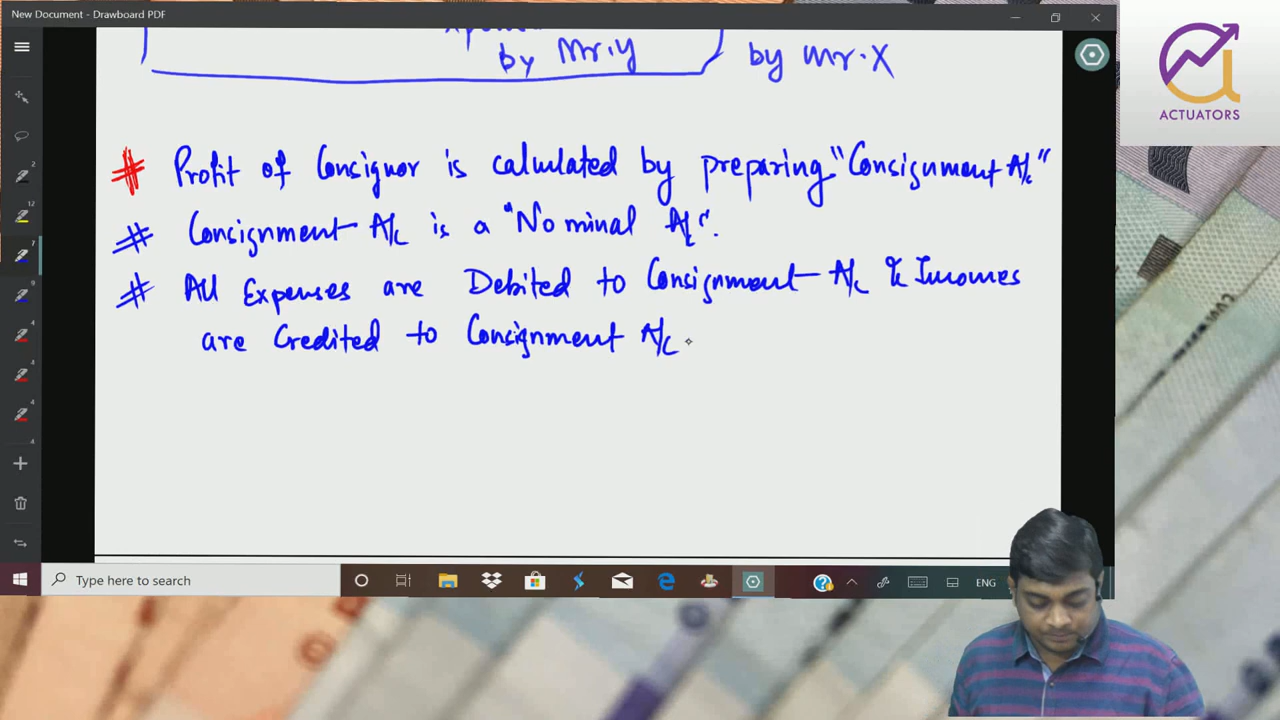 New Document - Drawboard PDF
by Mr.Y
by Mr.X
ACTUATORS
# Profit of Consignor is calculated by preparing "Consignment A/c"
# Consignment A/c is a "Nominal A/c".
# All Expenses are Debited to Consignment A/c & Incomes
are Credited to Consignment A/c
Type here to search
ENG